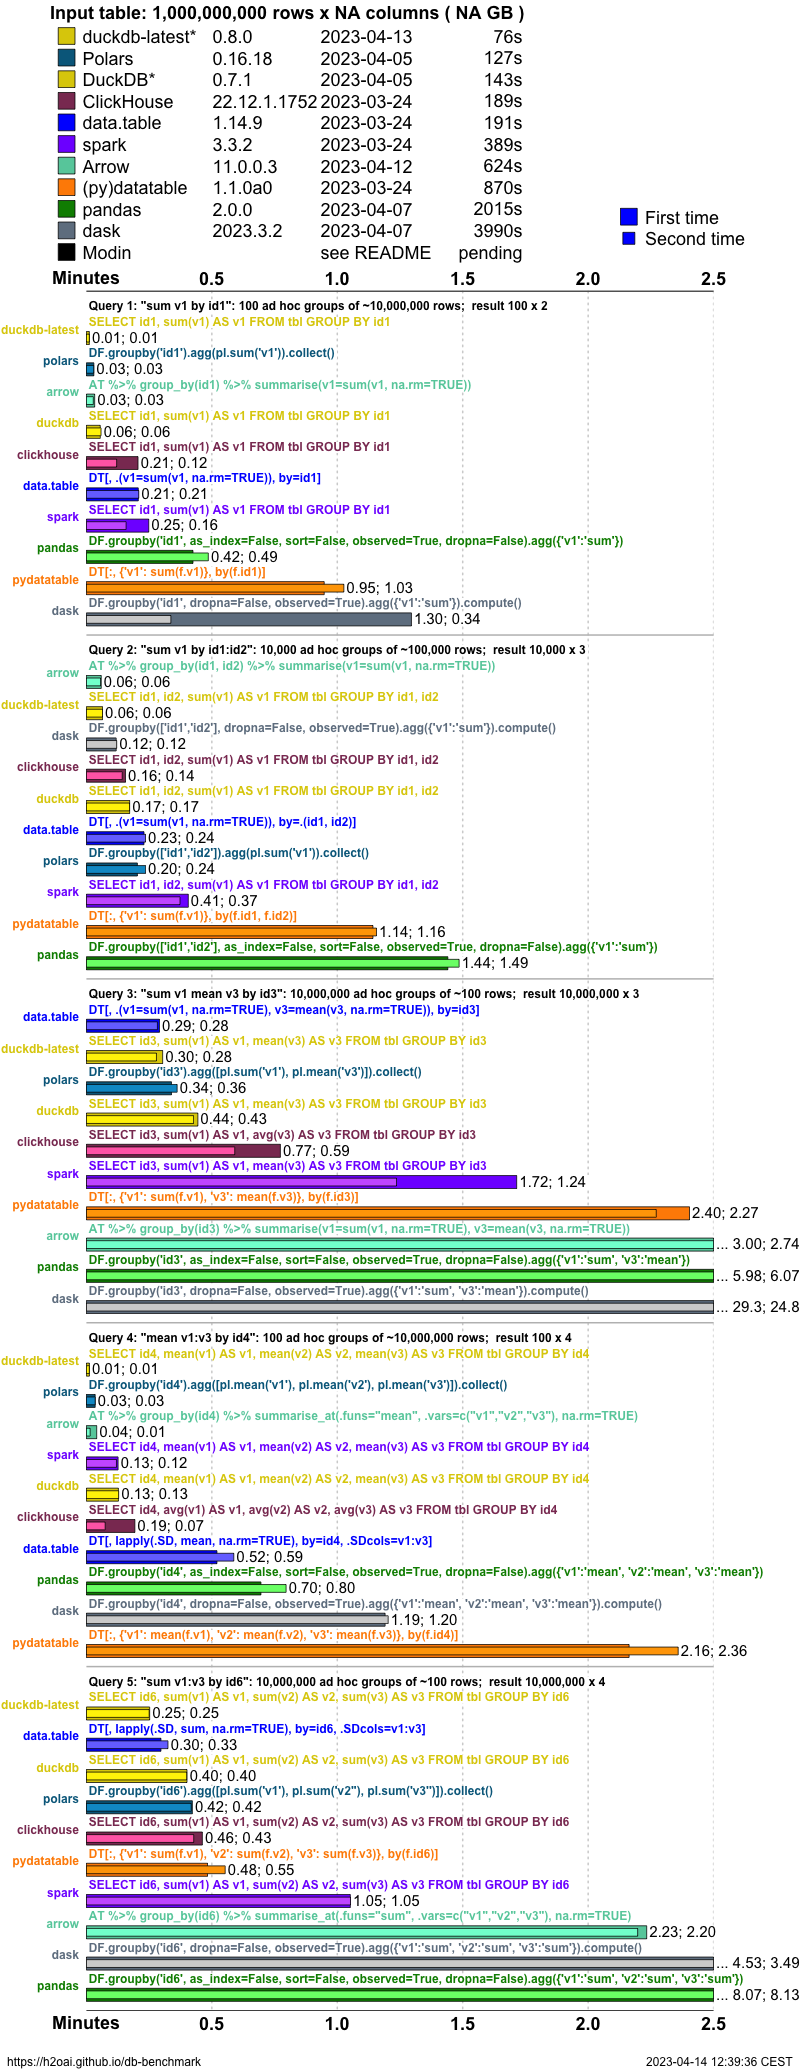 Input table: 1,000,000,000 rows x NA columns ( NA GB )
duckdb-latest* 0.8.0 2023-04-13 76s
Polars 0.16.18 2023-04-05 127s
DuckDB* 0.7.1 2023-04-05 143s
ClickHouse 22.12.1.1752 2023-03-24 189s
data.table 1.14.9 2023-03-24 191s
spark 3.3.2 2023-03-24 389s
Arrow 11.0.0.3 2023-04-12 624s
(py)datatable 1.1.0a0 2023-03-24 870s
pandas 2.0.0 2023-04-07 2015s
dask 2023.3.2 2023-04-07 3990s
Modin see README pending
First time
Second time
Minutes 0.5 1.0 1.5 2.0 2.5
Query 1: "sum v1 by id1": 100 ad hoc groups of ~10,000,000 rows; result 100 x 2
SELECT id1, sum(v1) AS v1 FROM tbl GROUP BY id1
duckdb-latest 0.01; 0.01
DF.groupby('id1').agg(pl.sum('v1')).collect()
polars 0.03; 0.03
AT %>% group_by(id1) %>% summarise(v1=sum(v1, na.rm=TRUE))
arrow 0.03; 0.03
SELECT id1, sum(v1) AS v1 FROM tbl GROUP BY id1
duckdb 0.06; 0.06
SELECT id1, sum(v1) AS v1 FROM tbl GROUP BY id1
clickhouse 0.21; 0.12
DT[, .(v1=sum(v1, na.rm=TRUE)), by=id1]
data.table 0.21; 0.21
SELECT id1, sum(v1) AS v1 FROM tbl GROUP BY id1
spark 0.25; 0.16
DF.groupby('id1', as_index=False, sort=False, observed=True, dropna=False).agg({'v1':'sum'})
pandas 0.42; 0.49
DT[:, {'v1': sum(f.v1)}, by(f.id1)]
pydatatable 0.95; 1.03
DF.groupby('id1', dropna=False, observed=True).agg({'v1':'sum'}).compute()
dask 1.30; 0.34
Query 2: "sum v1 by id1:id2": 10,000 ad hoc groups of ~100,000 rows; result 10,000 x 3
AT %>% group_by(id1, id2) %>% summarise(v1=sum(v1, na.rm=TRUE))
arrow 0.06; 0.06
SELECT id1, id2, sum(v1) AS v1 FROM tbl GROUP BY id1, id2
duckdb-latest 0.06; 0.06
DF.groupby(['id1','id2'], dropna=False, observed=True).agg({'v1':'sum'}).compute()
dask 0.12; 0.12
SELECT id1, id2, sum(v1) AS v1 FROM tbl GROUP BY id1, id2
clickhouse 0.16; 0.14
SELECT id1, id2, sum(v1) AS v1 FROM tbl GROUP BY id1, id2
duckdb 0.17; 0.17
DT[, .(v1=sum(v1, na.rm=TRUE)), by=.(id1, id2)]
data.table 0.23; 0.24
DF.groupby(['id1','id2']).agg(pl.sum('v1')).collect()
polars 0.20; 0.24
SELECT id1, id2, sum(v1) AS v1 FROM tbl GROUP BY id1, id2
spark 0.41; 0.37
DT[:, {'v1': sum(f.v1)}, by(f.id1, f.id2)]
pydatatable 1.14; 1.16
DF.groupby(['id1','id2'], as_index=False, sort=False, observed=True, dropna=False).agg({'v1':'sum'})
pandas 1.44; 1.49
Query 3: "sum v1 mean v3 by id3": 10,000,000 ad hoc groups of ~100 rows; result 10,000,000 x 3
DT[, .(v1=sum(v1, na.rm=TRUE), v3=mean(v3, na.rm=TRUE)), by=id3]
data.table 0.29; 0.28
SELECT id3, sum(v1) AS v1, mean(v3) AS v3 FROM tbl GROUP BY id3
duckdb-latest 0.30; 0.28
DF.groupby('id3').agg([pl.sum('v1'), pl.mean('v3')]).collect()
polars 0.34; 0.36
SELECT id3, sum(v1) AS v1, mean(v3) AS v3 FROM tbl GROUP BY id3
duckdb 0.44; 0.43
SELECT id3, sum(v1) AS v1, avg(v3) AS v3 FROM tbl GROUP BY id3
clickhouse 0.77; 0.59
SELECT id3, sum(v1) AS v1, mean(v3) AS v3 FROM tbl GROUP BY id3
spark 1.72; 1.24
DT[:, {'v1': sum(f.v1), 'v3': mean(f.v3)}, by(f.id3)]
pydatatable 2.40; 2.27
AT %>% group_by(id3) %>% summarise(v1=sum(v1, na.rm=TRUE), v3=mean(v3, na.rm=TRUE))
arrow ... 3.00; 2.74
DF.groupby('id3', as_index=False, sort=False, observed=True, dropna=False).agg({'v1':'sum', 'v3':'mean'})
pandas ... 5.98; 6.07
DF.groupby('id3', dropna=False, observed=True).agg({'v1':'sum', 'v3':'mean'}).compute()
dask ... 29.3; 24.8
Query 4: "mean v1:v3 by id4": 100 ad hoc groups of ~10,000,000 rows; result 100 x 4
SELECT id4, mean(v1) AS v1, mean(v2) AS v2, mean(v3) AS v3 FROM tbl GROUP BY id4
duckdb-latest 0.01; 0.01
DF.groupby('id4').agg([pl.mean('v1'), pl.mean('v2'), pl.mean('v3')]).collect()
polars 0.03; 0.03
AT %>% group_by(id4) %>% summarise_at(.funs="mean", .vars=c("v1","v2","v3"), na.rm=TRUE)
arrow 0.04; 0.01
SELECT id4, mean(v1) AS v1, mean(v2) AS v2, mean(v3) AS v3 FROM tbl GROUP BY id4
spark 0.13; 0.12
SELECT id4, mean(v1) AS v1, mean(v2) AS v2, mean(v3) AS v3 FROM tbl GROUP BY id4
duckdb 0.13; 0.13
SELECT id4, avg(v1) AS v1, avg(v2) AS v2, avg(v3) AS v3 FROM tbl GROUP BY id4
clickhouse 0.19; 0.07
DT[, lapply(.SD, mean, na.rm=TRUE), by=id4, .SDcols=v1:v3]
data.table 0.52; 0.59
DF.groupby('id4', as_index=False, sort=False, observed=True, dropna=False).agg({'v1':'mean', 'v2':'mean', 'v3':'mean'})
pandas 0.70; 0.80
DF.groupby('id4', dropna=False, observed=True).agg({'v1':'mean', 'v2':'mean', 'v3':'mean'}).compute()
dask 1.19; 1.20
DT[:, {'v1': mean(f.v1), 'v2': mean(f.v2), 'v3': mean(f.v3)}, by(f.id4)]
pydatatable 2.16; 2.36
Query 5: "sum v1:v3 by id6": 10,000,000 ad hoc groups of ~100 rows; result 10,000,000 x 4
SELECT id6, sum(v1) AS v1, sum(v2) AS v2, sum(v3) AS v3 FROM tbl GROUP BY id6
duckdb-latest 0.25; 0.25
DT[, lapply(.SD, sum, na.rm=TRUE), by=id6, .SDcols=v1:v3]
data.table 0.30; 0.33
SELECT id6, sum(v1) AS v1, sum(v2) AS v2, sum(v3) AS v3 FROM tbl GROUP BY id6
duckdb 0.40; 0.40
DF.groupby('id6').agg([pl.sum('v1'), pl.sum('v2"), pl.sum('v3'")]).collect()
polars 0.42; 0.42
SELECT id6, sum(v1) AS v1, sum(v2) AS v2, sum(v3) AS v3 FROM tbl GROUP BY id6
clickhouse 0.46; 0.43
DT[:, {'v1': sum(f.v1), 'v2': sum(f.v2), 'v3': sum(f.v3)}, by(f.id6)]
pydatatable 0.48; 0.55
SELECT id6, sum(v1) AS v1, sum(v2) AS v2, sum(v3) AS v3 FROM tbl GROUP BY id6
spark 1.05; 1.05
AT %>% group_by(id6) %>% summarise_at(.funs="sum", .vars=c("v1","v2","v3"), na.rm=TRUE)
arrow 2.23; 2.20
DF.groupby('id6', dropna=False, observed=True).agg({'v1':'sum', 'v2':'sum', 'v3':'sum'}).compute()
dask ... 4.53; 3.49
DF.groupby('id6', as_index=False, sort=False, observed=True, dropna=False).agg({'v1':'sum', 'v2':'sum', 'v3':'sum'})
pandas ... 8.07; 8.13
Minutes 0.5 1.0 1.5 2.0 2.5
https://h2oai.github.io/db-benchmark 2023-04-14 12:39:36 CEST